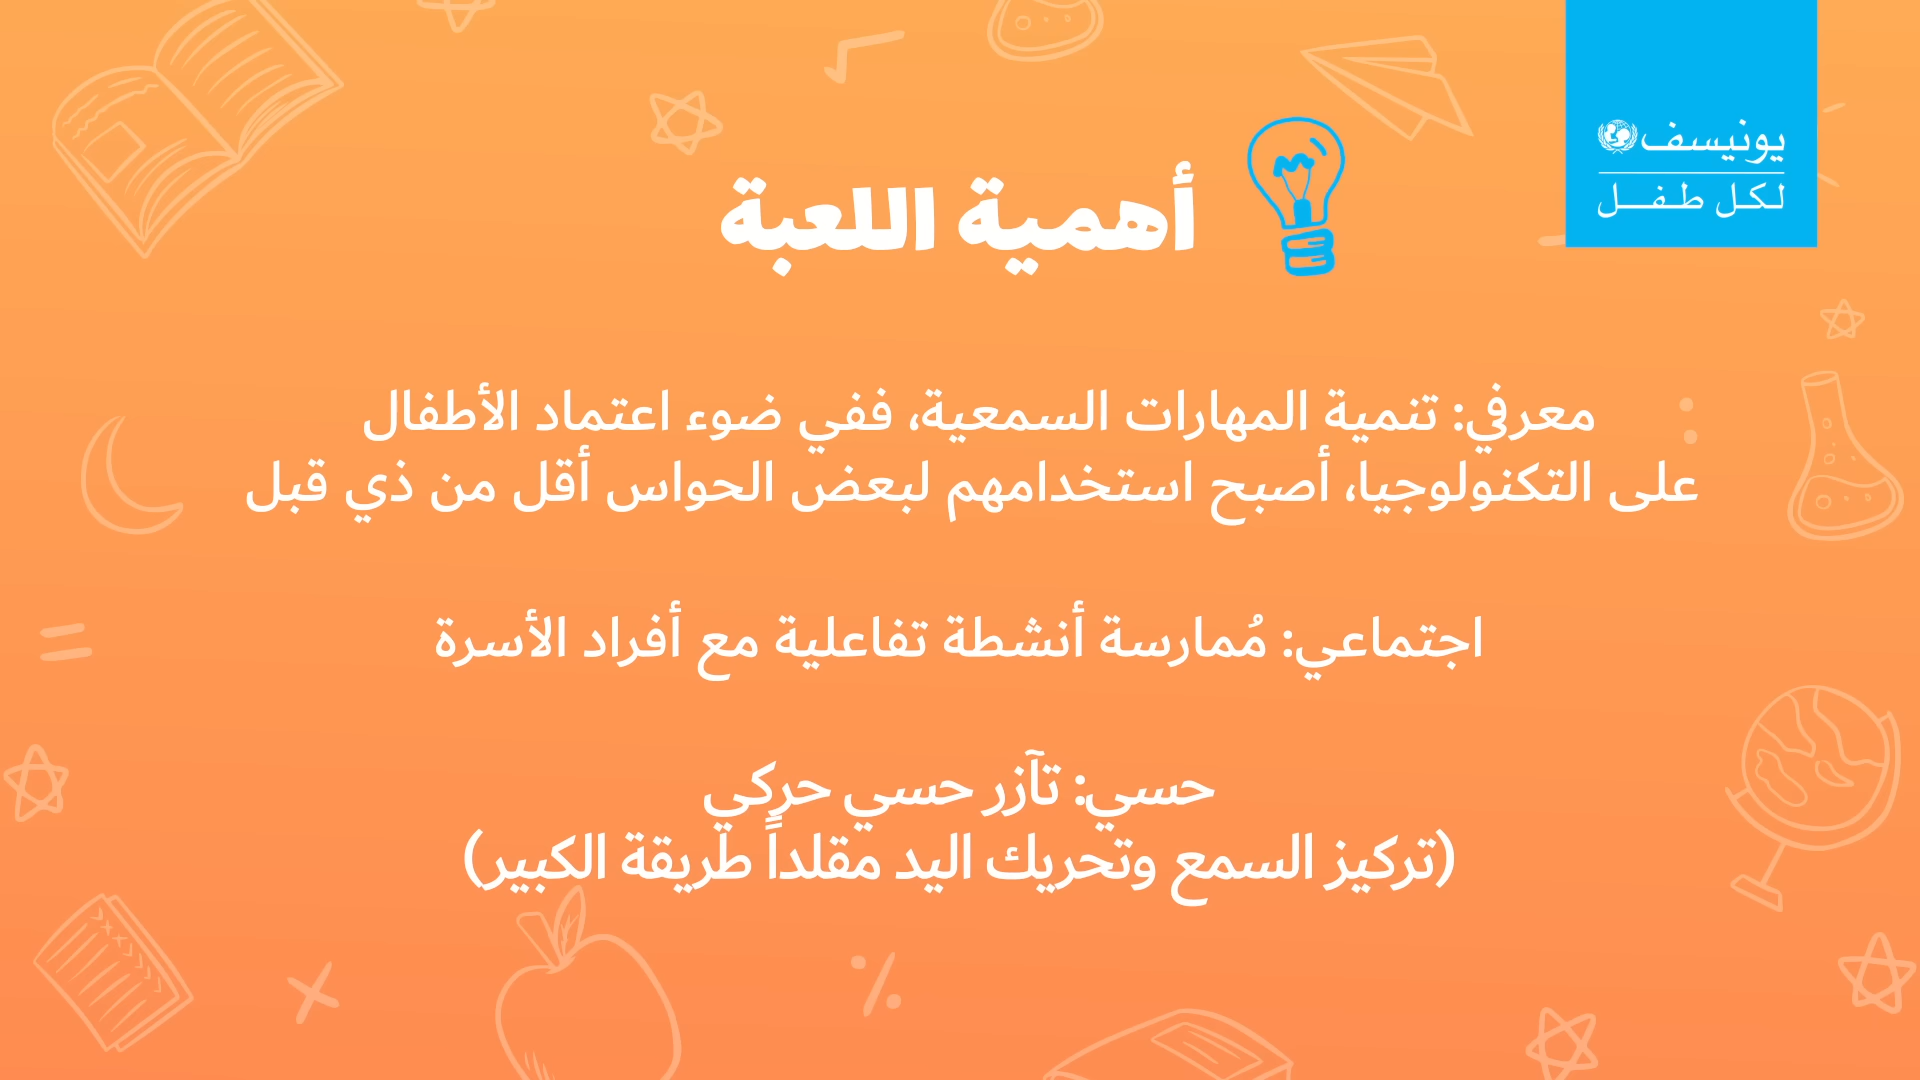 يونيسف
لكل طفل
أهمية اللعبة
معرفي: تنمية المهارات السمعية، ففي ضوء اعتماد الأطفال
على التكنولوجيا، أصبح استخدامهم لبعض الحواس أقل من ذي قبل
اجتماعي: مُمارسة أنشطة تفاعلية مع أفراد الأسرة
حسي: تآزر حسي حركي
(تركيز السمع وتحريك اليد مقلداً طريقة الكبير)